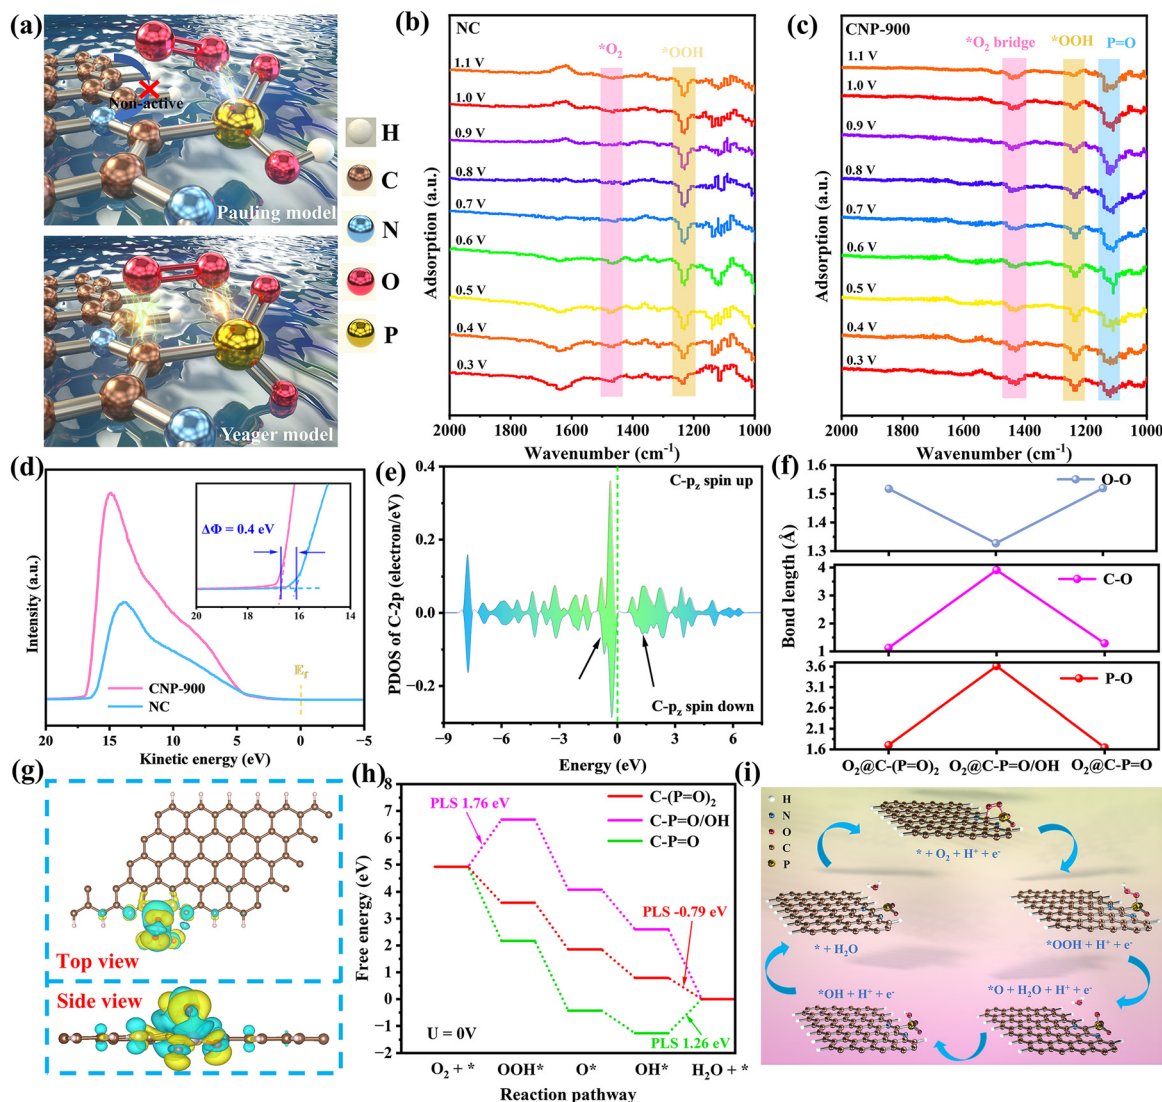 (a)
Non-active
Pauling model
Yeager model
H
C
N
O
P
(b)
NC
*O2
*OOH
1.1 V
1.0 V
0.9 V
0.8 V
0.7 V
0.6 V
0.5 V
0.4 V
0.3 V
Adsorption (a.u.)
2000 1800 1600 1400 1200 1000
Wavenumber (cm⁻¹)
(c)
CNP-900
*O2 bridge
*OOH
P=O
1.1 V
1.0 V
0.9 V
0.8 V
0.7 V
0.6 V
0.5 V
0.4 V
0.3 V
Adsorption (a.u.)
2000 1800 1600 1400 1200 1000
Wavenumber (cm⁻¹)
(d)
Intensity (a.u.)
ΔΦ = 0.4 eV
20 18 16 14
Ef
CNP-900
NC
20 15 10 5 0 −5
Kinetic energy (eV)
(e)
PDOS of C-2p (electron/eV)
0.4
0.2
0.0
−0.2
C-pz spin up
C-pz spin down
−9 −6 −3 0 3 6
Energy (eV)
(f)
Bond length (Å)
1.6
1.5
1.4
1.3
O-O
4
3
2
1
C-O
3.6
3.1
2.6
2.1
1.6
P-O
O2@C-(P=O)2 O2@C-P=O/OH O2@C-P=O
(g)
Top view
Side view
(h)
Free energy (eV)
8
7
6
5
4
3
2
1
0
−1
−2
PLS 1.76 eV
C-(P=O)2
C-P=O/OH
C-P=O
PLS -0.79 eV
PLS 1.26 eV
U = 0V
O2 + * OOH* O* OH* H2O + *
Reaction pathway
(i)
H
N
O
C
P
* + O2 + H⁺ + e⁻
*OOH + H⁺ + e⁻
*O + H2O + H⁺ + e⁻
*OH + H⁺ + e⁻
* + H2O